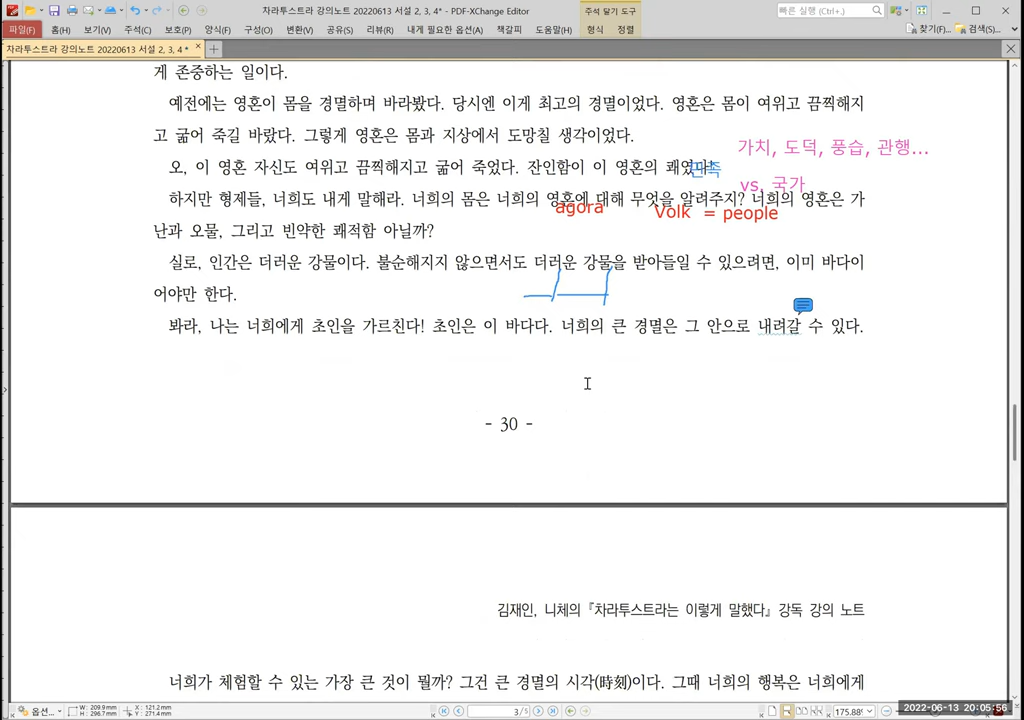 차라투스트라 강의노트 20220613 서설 2, 3, 4* - PDF-XChange Editor
주석 달기 도구
빠른 실행 (Ctrl+.)
파일(F) 홈(H) 보기(V) 주석(C) 보호(P) 양식(F) 구성(O) 변환(V) 공유(S) 리뷰(R) 내게 필요한 옵션(A) 책갈피 도움말(H) 형식 정렬 찾기(F)... 검색(S)...
차라투스트라 강의노트 20220613 서설 2, 3, 4 *
게 존중하는 일이다.
예전에는 영혼이 몸을 경멸하며 바라봤다. 당시엔 이게 최고의 경멸이었다. 영혼은 몸이 여위고 끔찍해지
고 굶어 죽길 바랐다. 그렇게 영혼은 몸과 지상에서 도망칠 생각이었다.
가치, 도덕, 풍습, 관행...
오, 이 영혼 자신도 여위고 끔찍해지고 굶어 죽었다. 잔인함이 이 영혼의
민족
vs. 국가
하지만 형제들, 너희도 내게 말해라. 너희의 몸은 너희의 영혼에 대해 무엇을 알려주지? 너희의 영혼은 가
agora Volk = people
난과 오물, 그리고 빈약한 쾌적함 아닐까?
실로, 인간은 더러운 강물이다. 불순해지지 않으면서도 더러운 강물을 받아들일 수 있으려면, 이미 바다이
어야만 한다.
봐라, 나는 너희에게 초인을 가르친다! 초인은 이 바다다. 너희의 큰 경멸은 그 안으로 내려갈 수 있다.
- 30 -
김재인, 니체의 『차라투스트라는 이렇게 말했다』 강독 강의 노트
너희가 체험할 수 있는 가장 큰 것이 뭘까? 그건 큰 경멸의 시각(時刻)이다. 그때 너희의 행복은 너희에게
옵션... W: 209.9mm H: 296.7mm X: 121.2mm Y: 271.4mm 3/5 175.88%
2022-06-13 20:05:56